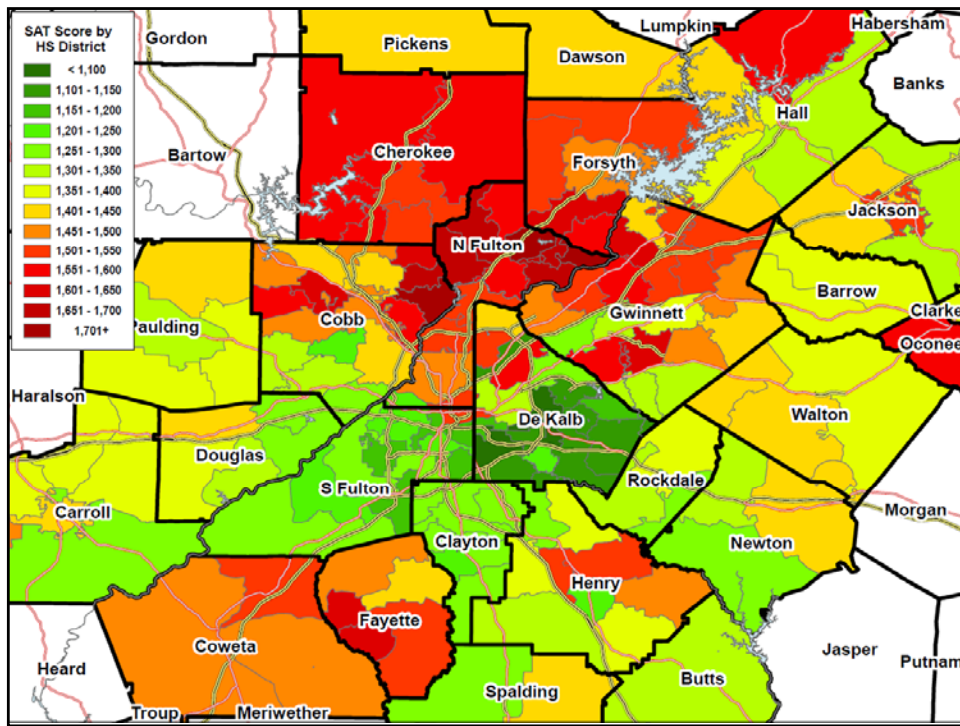 SAT Score by
HS District
< 1,100
1,101 - 1,150
1,151 - 1,200
1,201 - 1,250
1,251 - 1,300
1,301 - 1,350
1,351 - 1,400
1,401 - 1,450
1,451 - 1,500
1,501 - 1,550
1,551 - 1,600
1,601 - 1,650
1,651 - 1,700
1,701+
Gordon
Pickens
Dawson
Lumpkin
Habersham
Banks
Hall
Bartow
Cherokee
Forsyth
Jackson
N Fulton
Paulding
Cobb
Gwinnett
Barrow
Clarke
Oconee
Haralson
Douglas
De Kalb
Walton
S Fulton
Rockdale
Carroll
Clayton
Newton
Morgan
Henry
Fayette
Coweta
Heard
Butts
Jasper
Putnam
Spalding
Troup
Meriwether